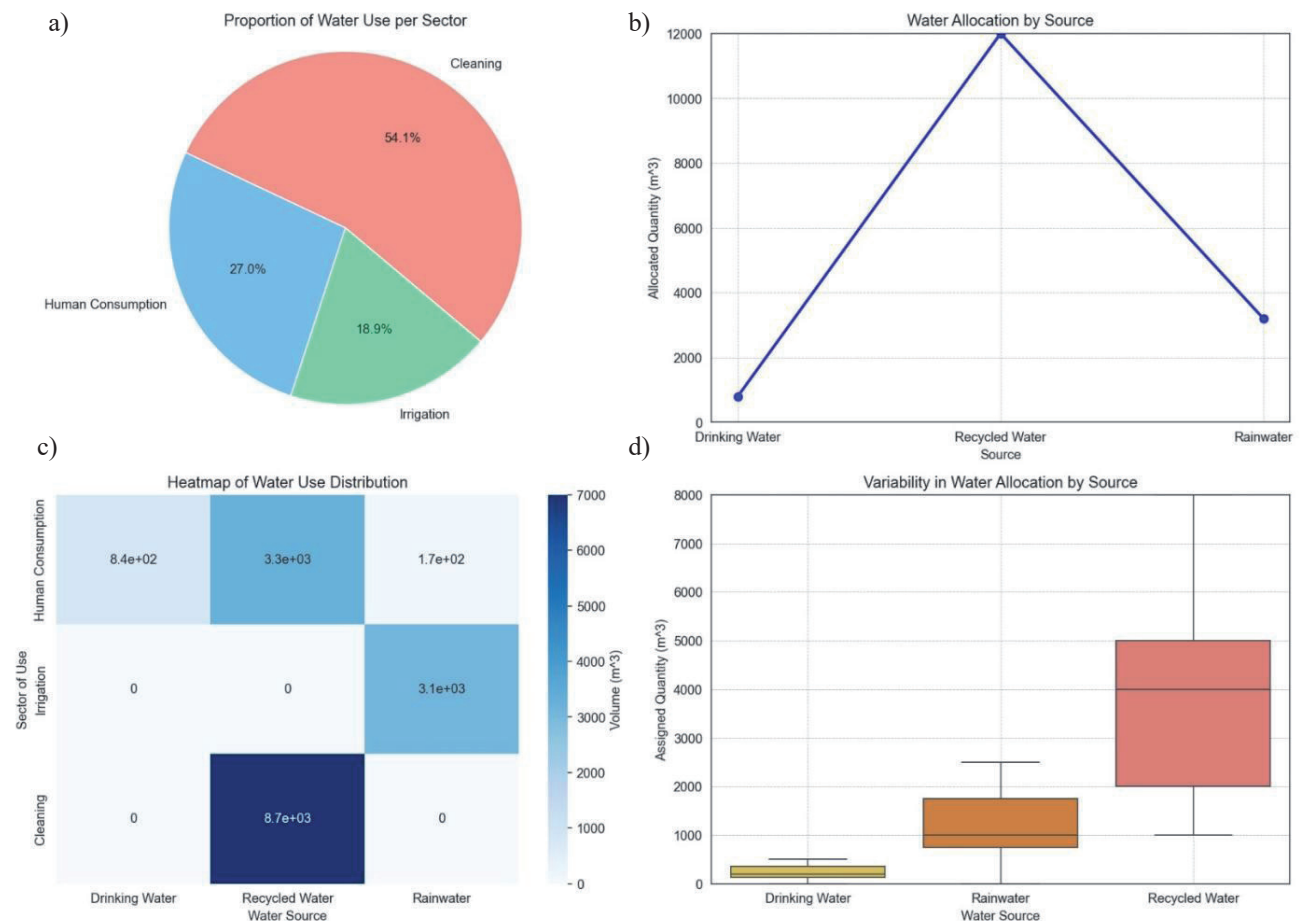 a)
Proportion of Water Use per Sector
Cleaning
54.1%
27.0%
Human Consumption
18.9%
Irrigation
b)
Water Allocation by Source
12000
10000
8000
6000
4000
2000
0
Allocated Quantity (m^3)
Drinking Water
Recycled Water
Rainwater
Source
c)
Heatmap of Water Use Distribution
Human Consumption
Irrigation
Cleaning
Sector of Use
8.4e+02
3.3e+03
1.7e+02
0
0
3.1e+03
0
8.7e+03
0
Drinking Water
Recycled Water
Rainwater
Water Source
7000
6000
5000
4000
3000
2000
1000
0
Volume (m^3)
d)
Variability in Water Allocation by Source
8000
7000
6000
5000
4000
3000
2000
1000
0
Assigned Quantity (m^3)
Drinking Water
Rainwater
Recycled Water
Water Source